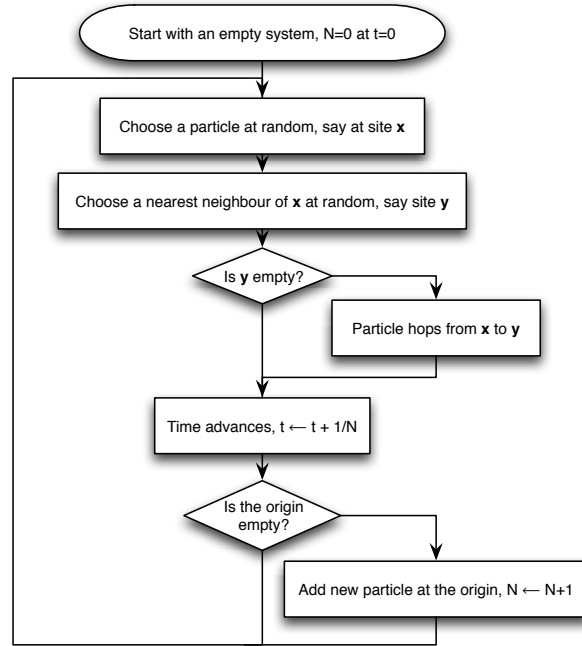 Start with an empty system, N=0 at t=0
Choose a particle at random, say at site x
Choose a nearest neighbour of x at random, say site y
Is y empty?
Particle hops from x to y
Time advances, t ← t + 1/N
Is the origin
empty?
Add new particle at the origin, N ← N+1